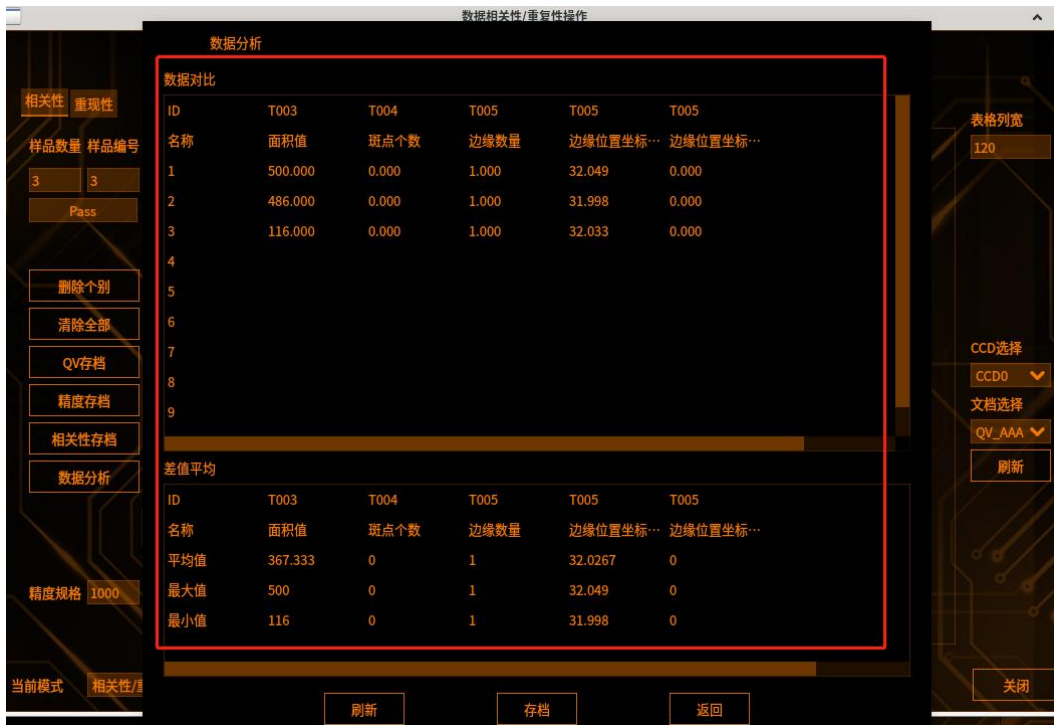 数据相关性/重复性操作
数据分析
数据对比
ID T003 T004 T005 T005 T005
名称 面积值 斑点个数 边缘数量 边缘位置坐标… 边缘位置坐标…
1 500.000 0.000 1.000 32.049 0.000
2 486.000 0.000 1.000 31.998 0.000
3 116.000 0.000 1.000 32.033 0.000
4
5
6
7
8
9
差值平均
ID T003 T004 T005 T005 T005
名称 面积值 斑点个数 边缘数量 边缘位置坐标… 边缘位置坐标…
平均值 367.333 0 1 32.0267 0
最大值 500 0 1 32.049 0
最小值 116 0 1 31.998 0
刷新 存档 返回
相关性 重现性
样品数量 样品编号
3 3
Pass
删除个别
清除全部
QV存档
精度存档
相关性存档
数据分析
精度规格 1000
当前模式 相关性/重
表格列宽
120
CCD选择
CCD0
文档选择
QV_AAA
刷新
关闭